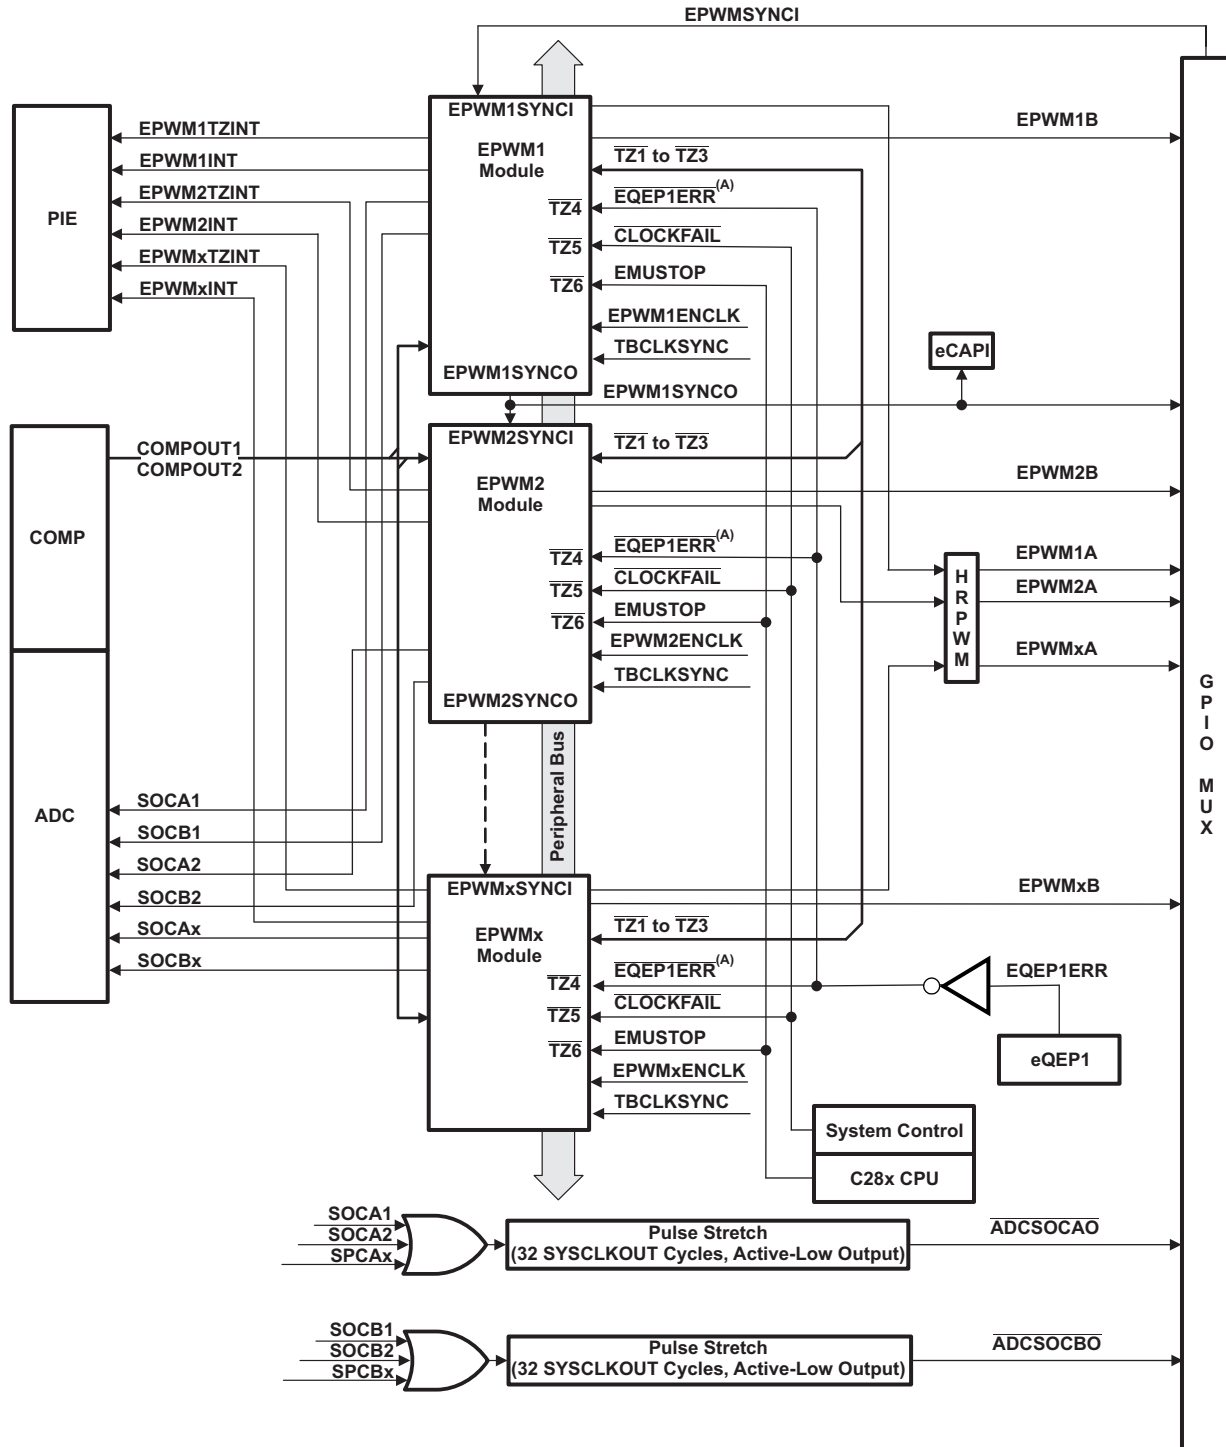 EPWMSYNCI
EPWM1SYNCI
EPWM1
Module
TZ4
TZ5
TZ6
EPWM1SYNCO
EPWM1TZINT
EPWM1INT
EPWM2TZINT
EPWM2INT
EPWMxTZINT
EPWMxINT
PIE
TZ1 to TZ3
EQEP1ERR(A)
CLOCKFAIL
EMUSTOP
EPWM1ENCLK
TBCLKSYNC
EPWM1B
eCAPI
EPWM1SYNCO
COMPOUT1
COMPOUT2
COMP
EPWM2SYNCI
EPWM2
Module
TZ4
TZ5
TZ6
EPWM2SYNCO
TZ1 to TZ3
EQEP1ERR(A)
CLOCKFAIL
EMUSTOP
EPWM2ENCLK
TBCLKSYNC
EPWM2B
HRPWM
EPWM1A
EPWM2A
EPWMxA
GPIO MUX
Peripheral Bus
ADC
SOCA1
SOCB1
SOCA2
SOCB2
SOCAx
SOCBx
EPWMxSYNCI
EPWMx
Module
TZ4
TZ5
TZ6
TZ1 to TZ3
EQEP1ERR(A)
CLOCKFAIL
EMUSTOP
EPWMxENCLK
TBCLKSYNC
EPWMxB
EQEP1ERR
eQEP1
System Control
C28x CPU
SOCA1
SOCA2
SPCAx
Pulse Stretch
(32 SYSCLKOUT Cycles, Active-Low Output)
ADCSOCAO
SOCB1
SOCB2
SPCBx
Pulse Stretch
(32 SYSCLKOUT Cycles, Active-Low Output)
ADCSOCBO